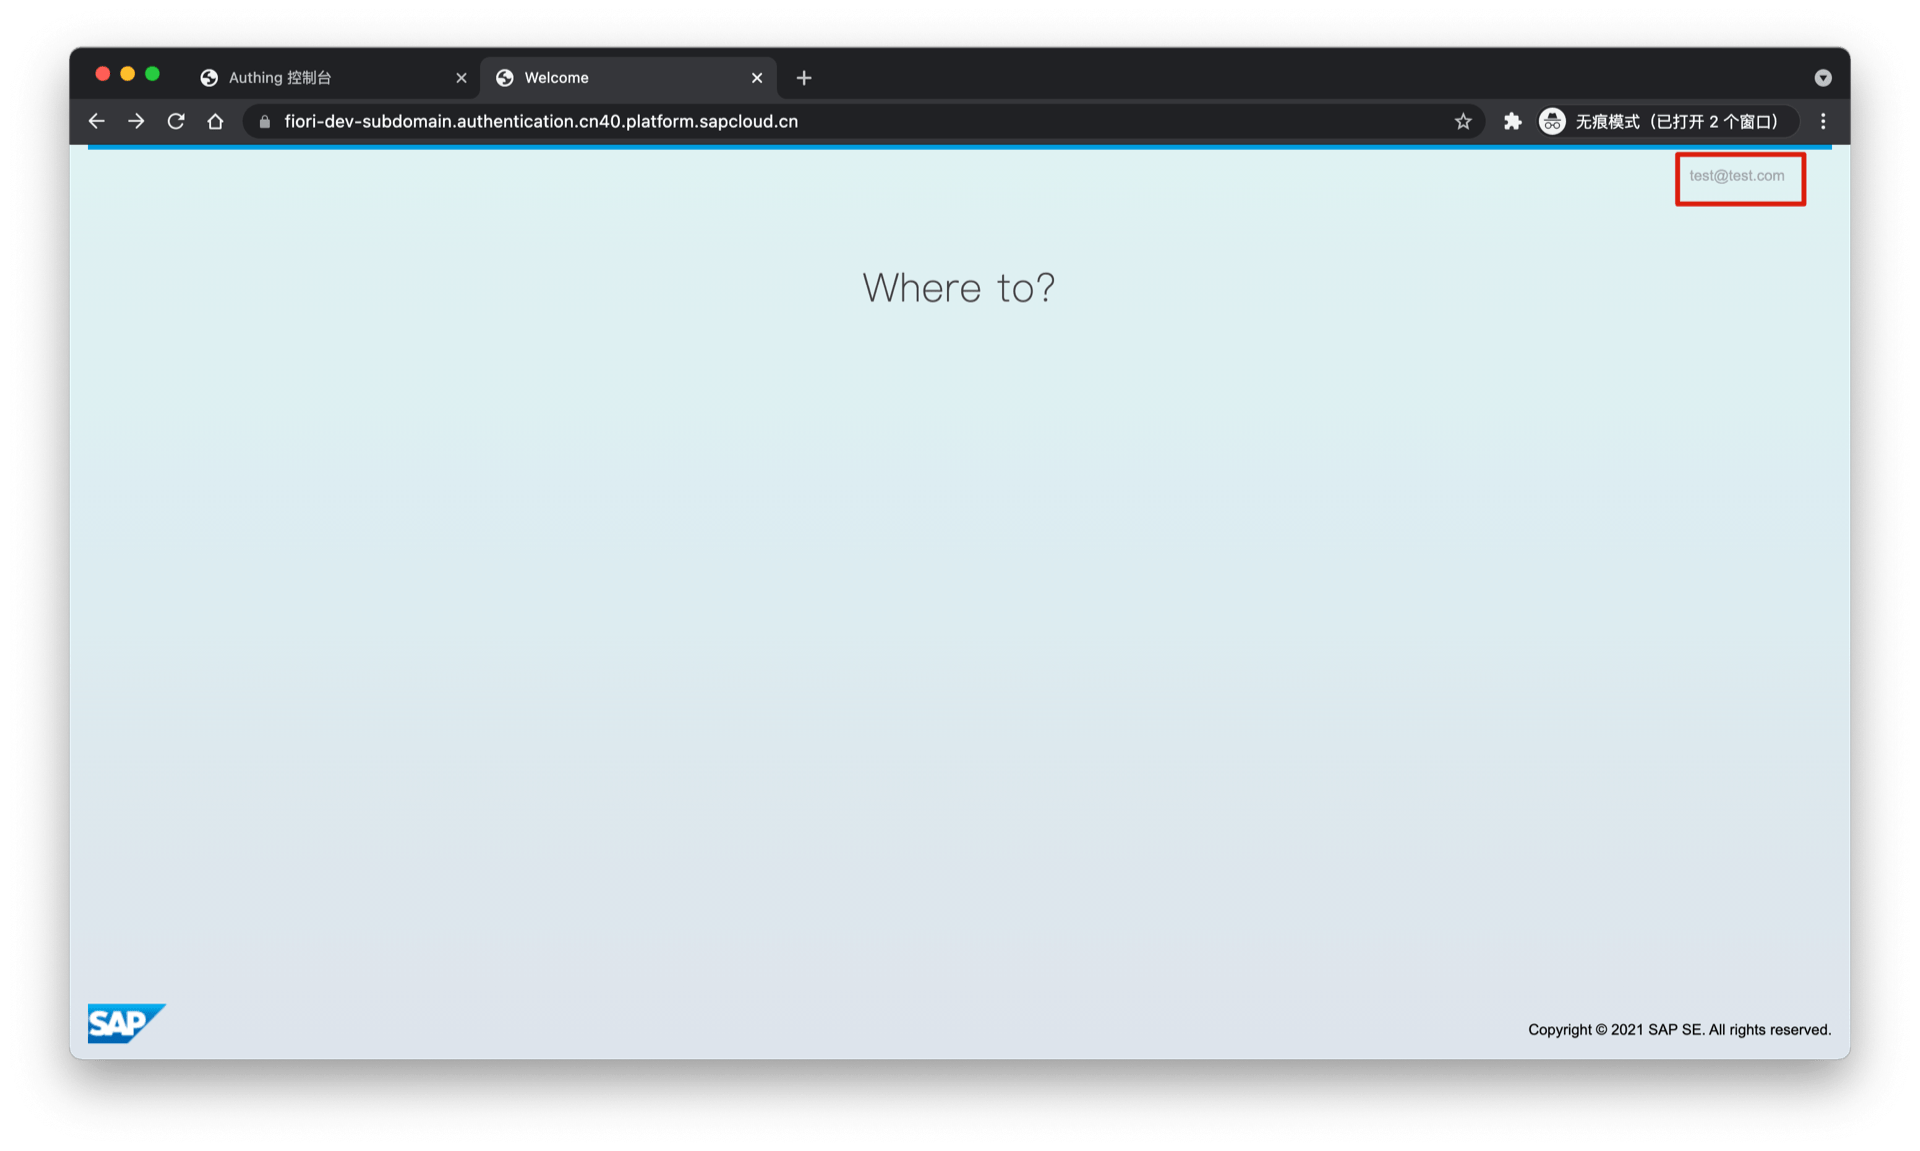 Authing 控制台
Welcome
fiori-dev-subdomain.authentication.cn40.platform.sapcloud.cn
无痕模式（已打开 2 个窗口）
test@test.com
Where to?
SAP
Copyright © 2021 SAP SE. All rights reserved.